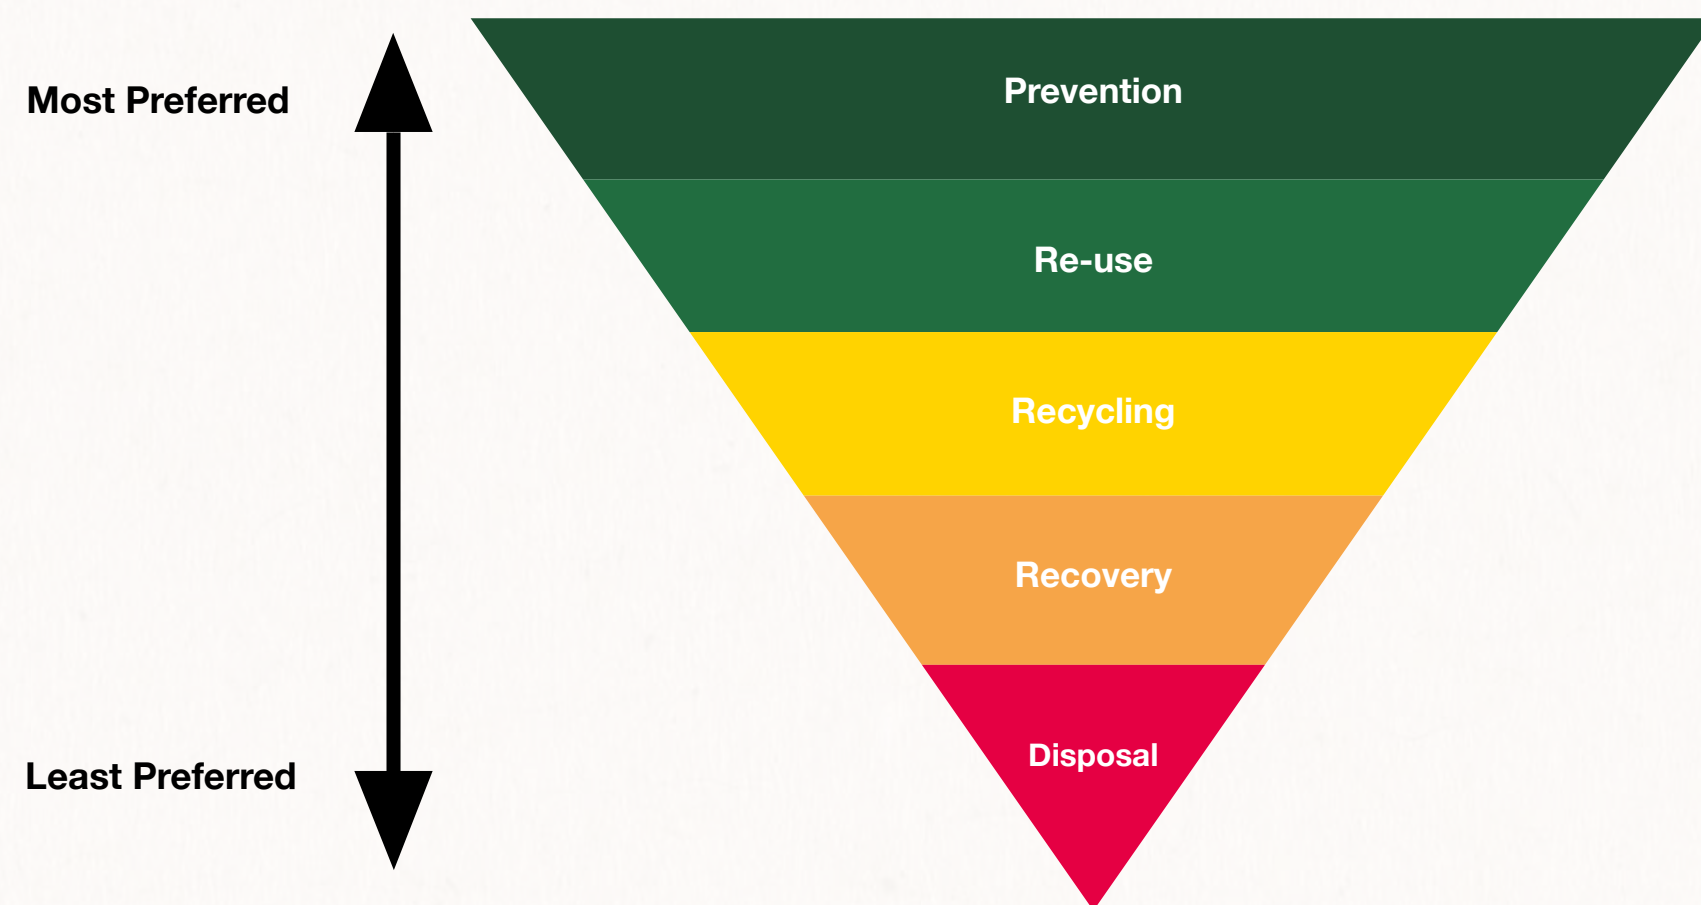 Most Preferred
Prevention
Re-use
Recycling
Recovery
Disposal
Least Preferred